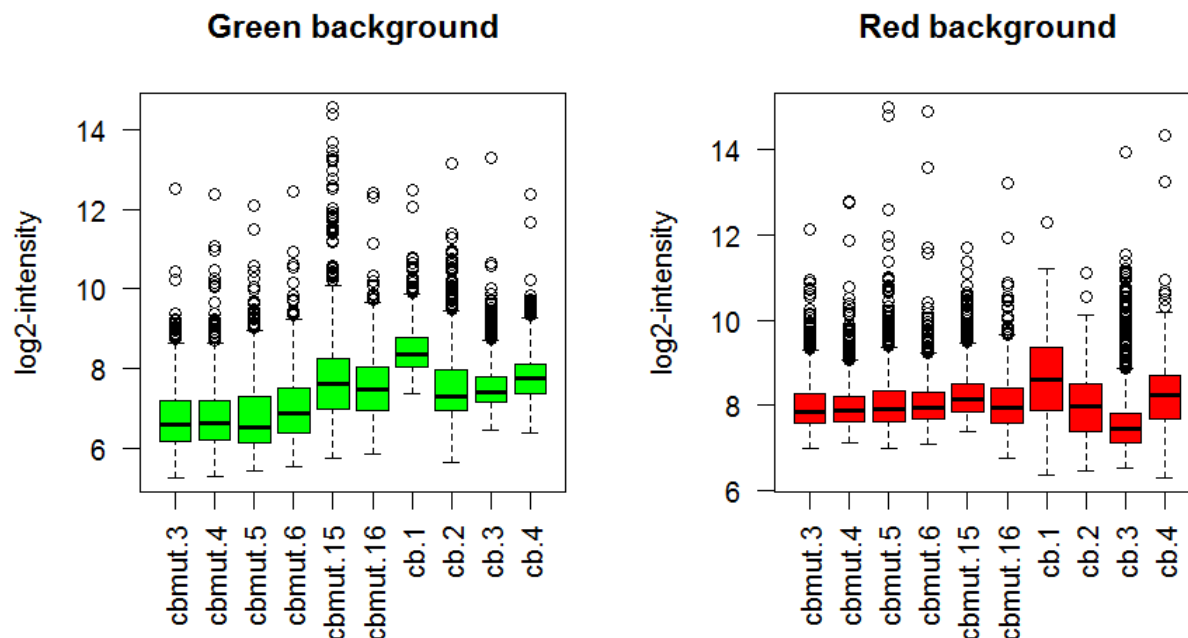 Green background
log2-intensity
14
12
10
8
6
cbmut.3
cbmut.4
cbmut.5
cbmut.6
cbmut.15
cbmut.16
cb.1
cb.2
cb.3
cb.4
Red background
log2-intensity
14
12
10
8
6
cbmut.3
cbmut.4
cbmut.5
cbmut.6
cbmut.15
cbmut.16
cb.1
cb.2
cb.3
cb.4